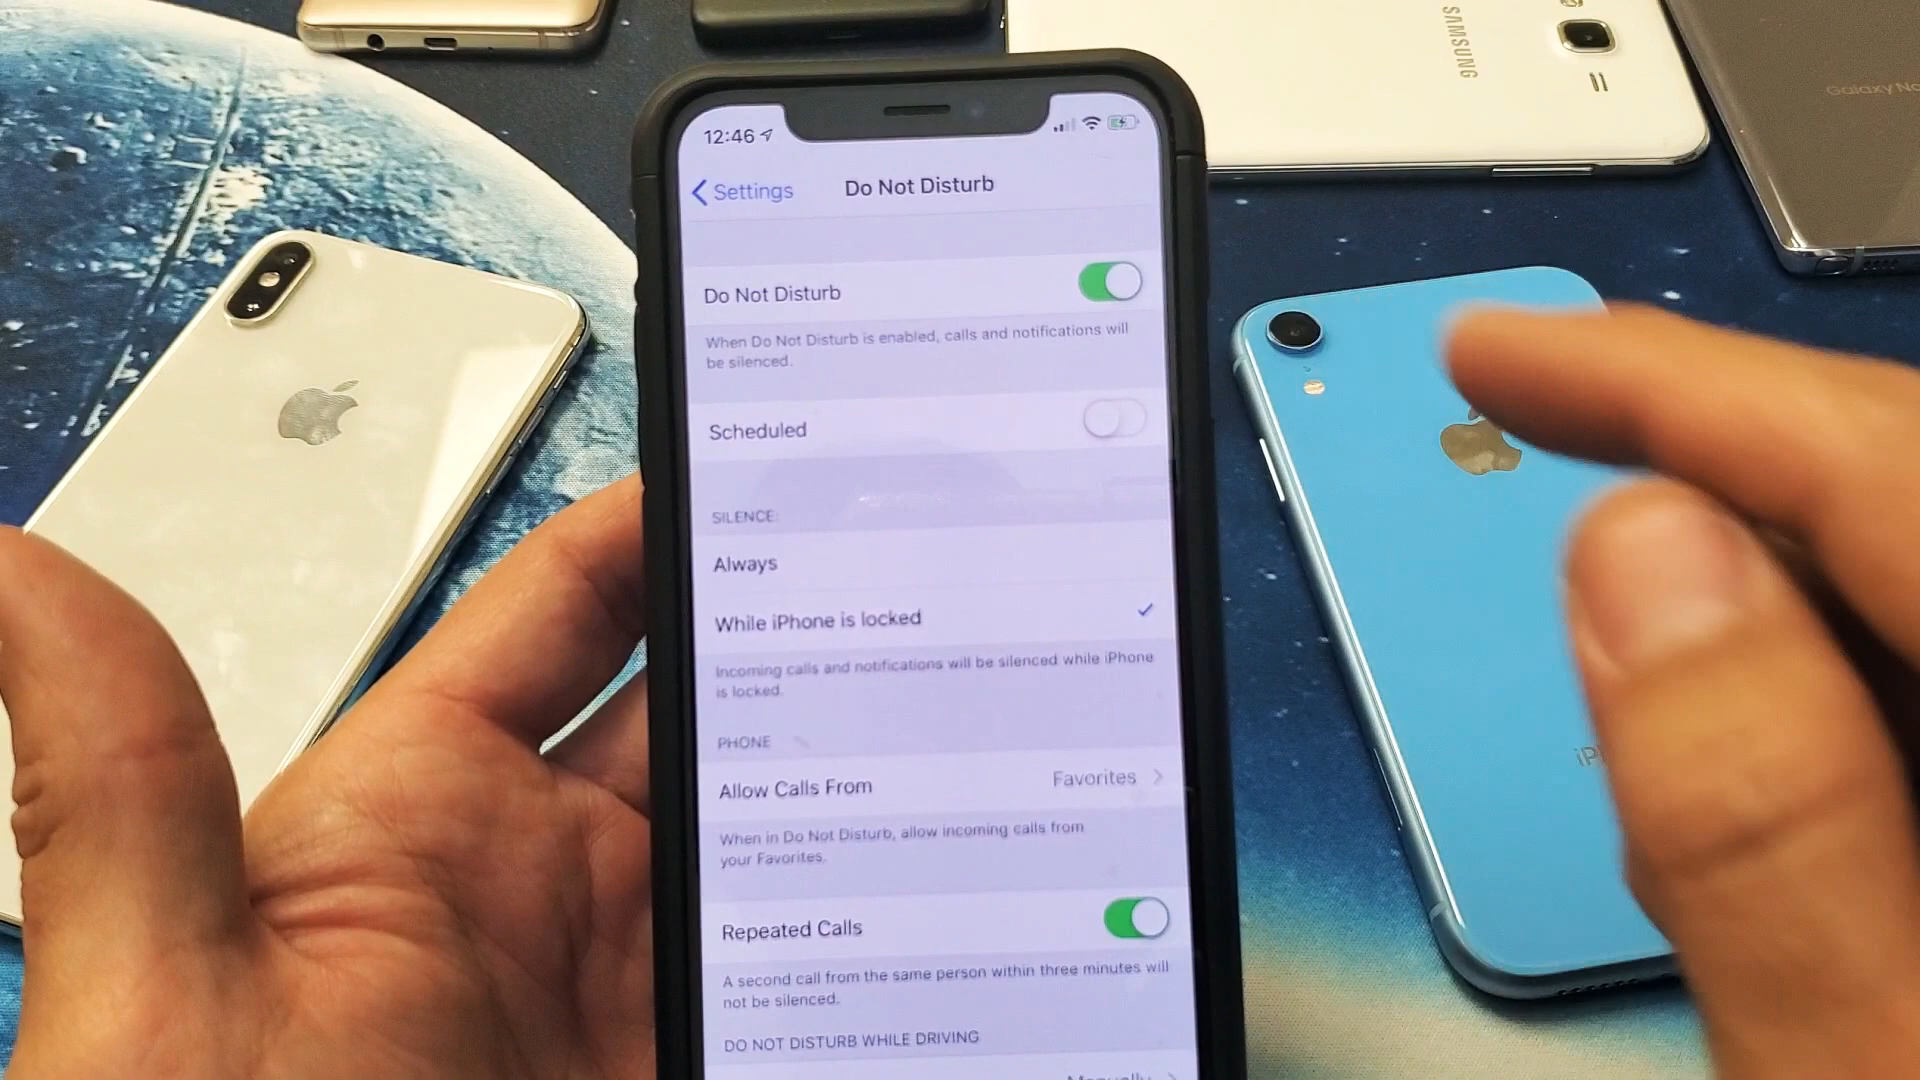 SAMSUNG
Galaxy No
12:46
Settings
Do Not Disturb
Do Not Disturb
When Do Not Disturb is enabled, calls and notifications will
be silenced.
Scheduled
SILENCE:
Always
While iPhone is locked
Incoming calls and notifications will be silenced while iPhone
is locked.
PHONE
Allow Calls From
Favorites
When in Do Not Disturb, allow incoming calls from
your Favorites.
Repeated Calls
A second call from the same person within three minutes will
not be silenced.
DO NOT DISTURB WHILE DRIVING
Manually
iP